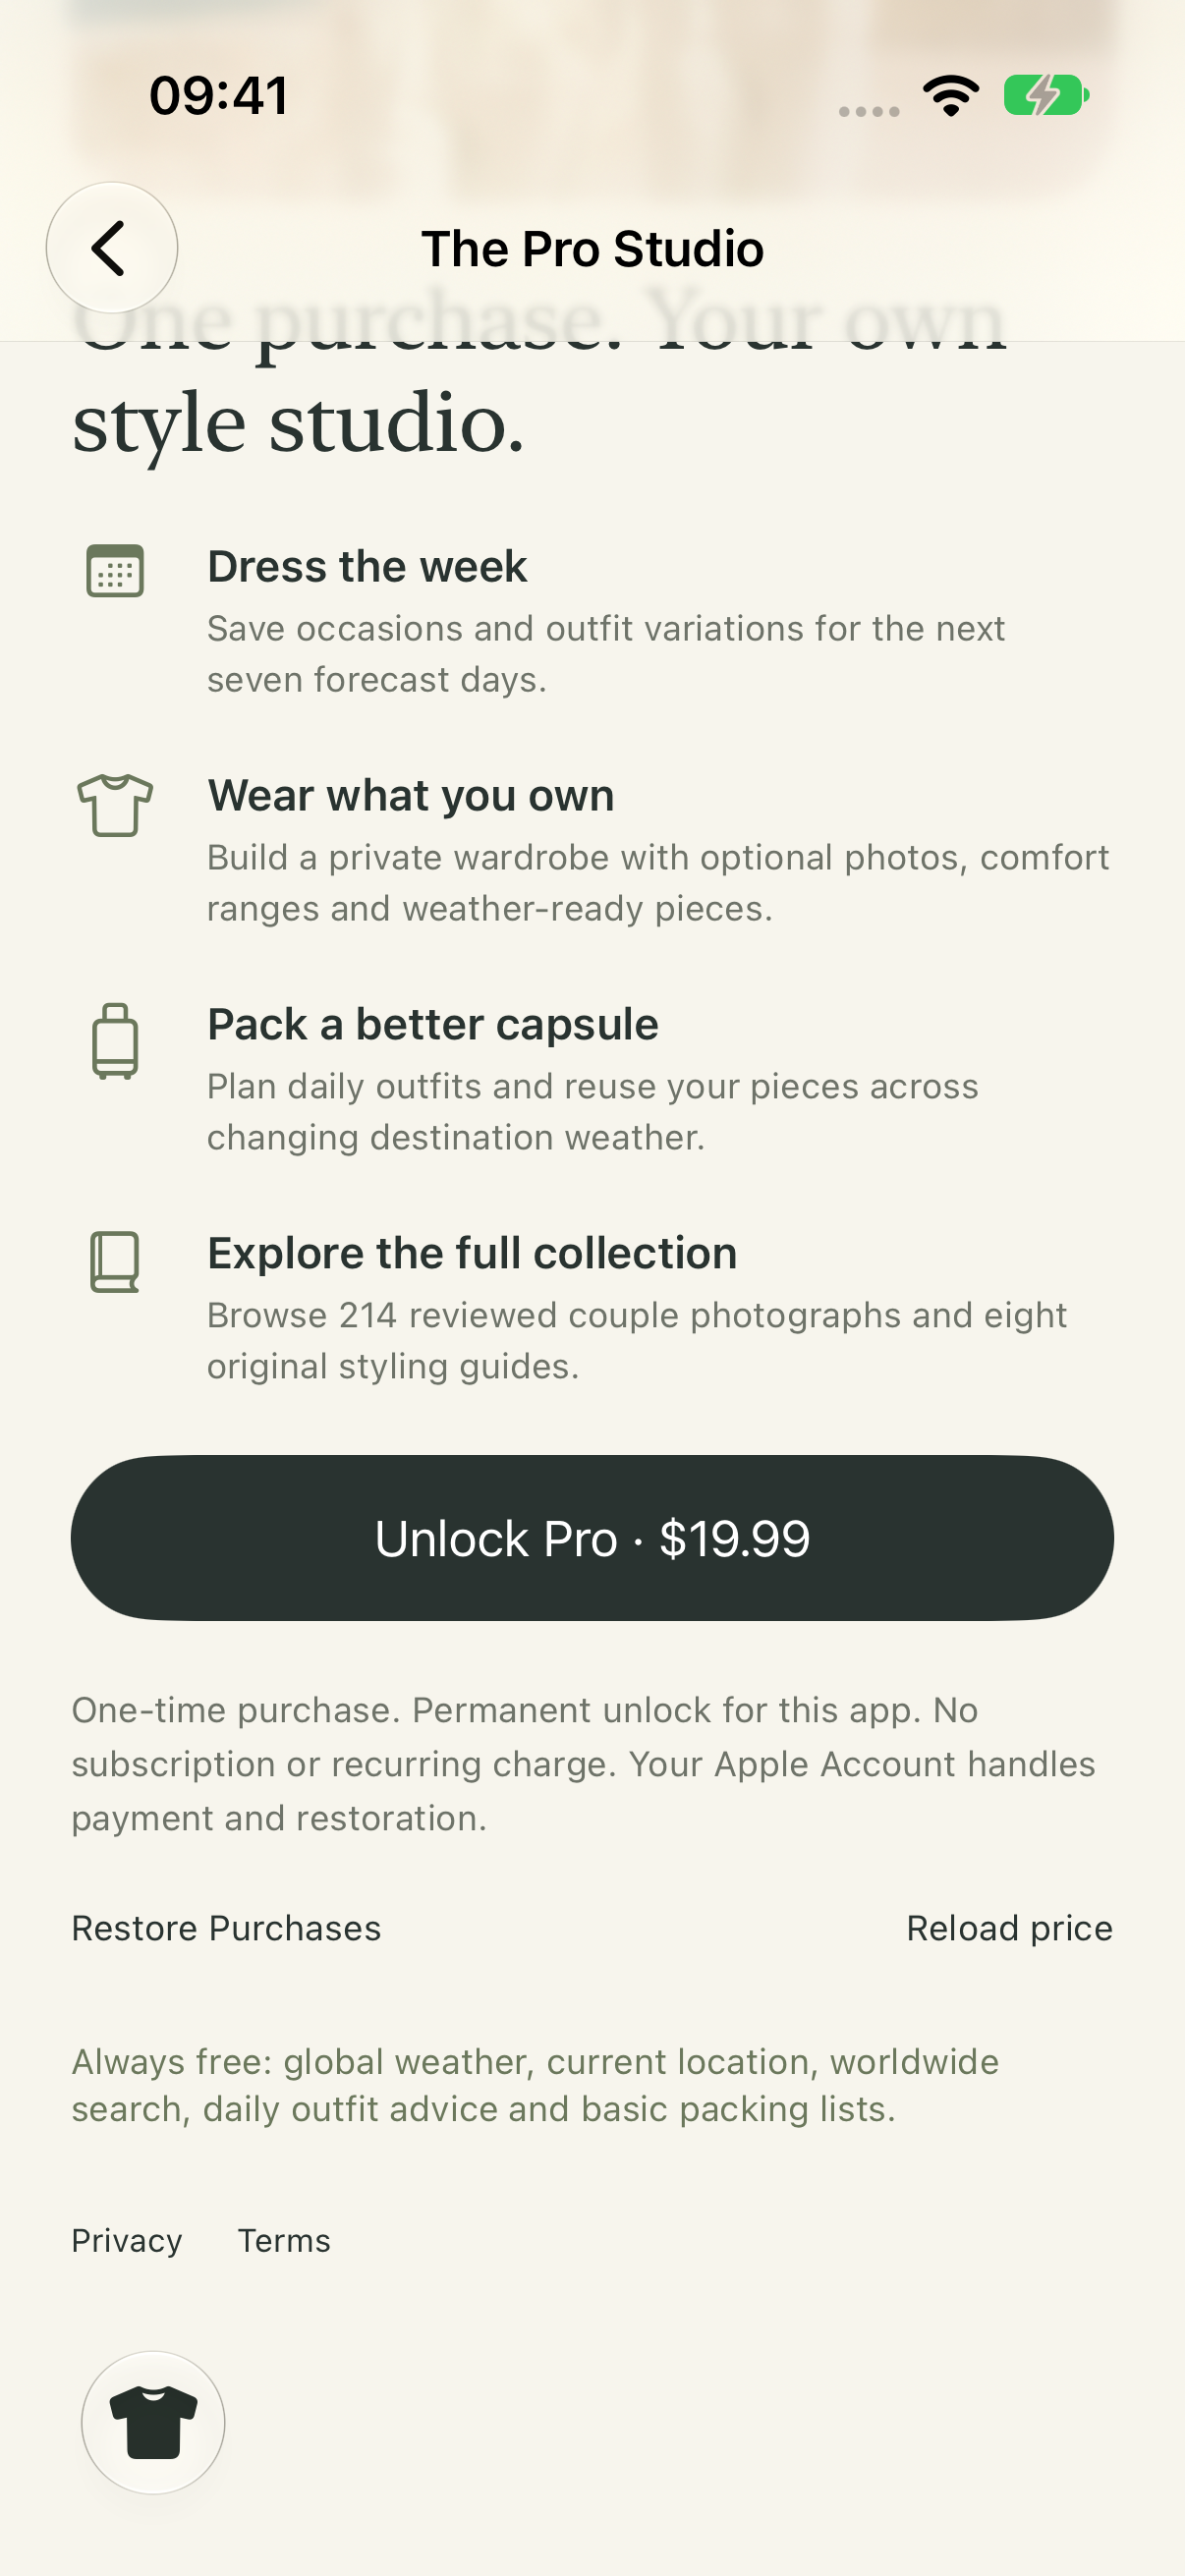 09:41
The Pro Studio
One purchase. Your own
style studio.
Dress the week
Save occasions and outfit variations for the next
seven forecast days.
Wear what you own
Build a private wardrobe with optional photos, comfort
ranges and weather-ready pieces.
Pack a better capsule
Plan daily outfits and reuse your pieces across
changing destination weather.
Explore the full collection
Browse 214 reviewed couple photographs and eight
original styling guides.
Unlock Pro · $19.99
One-time purchase. Permanent unlock for this app. No
subscription or recurring charge. Your Apple Account handles
payment and restoration.
Restore Purchases
Reload price
Always free: global weather, current location, worldwide
search, daily outfit advice and basic packing lists.
Privacy
Terms